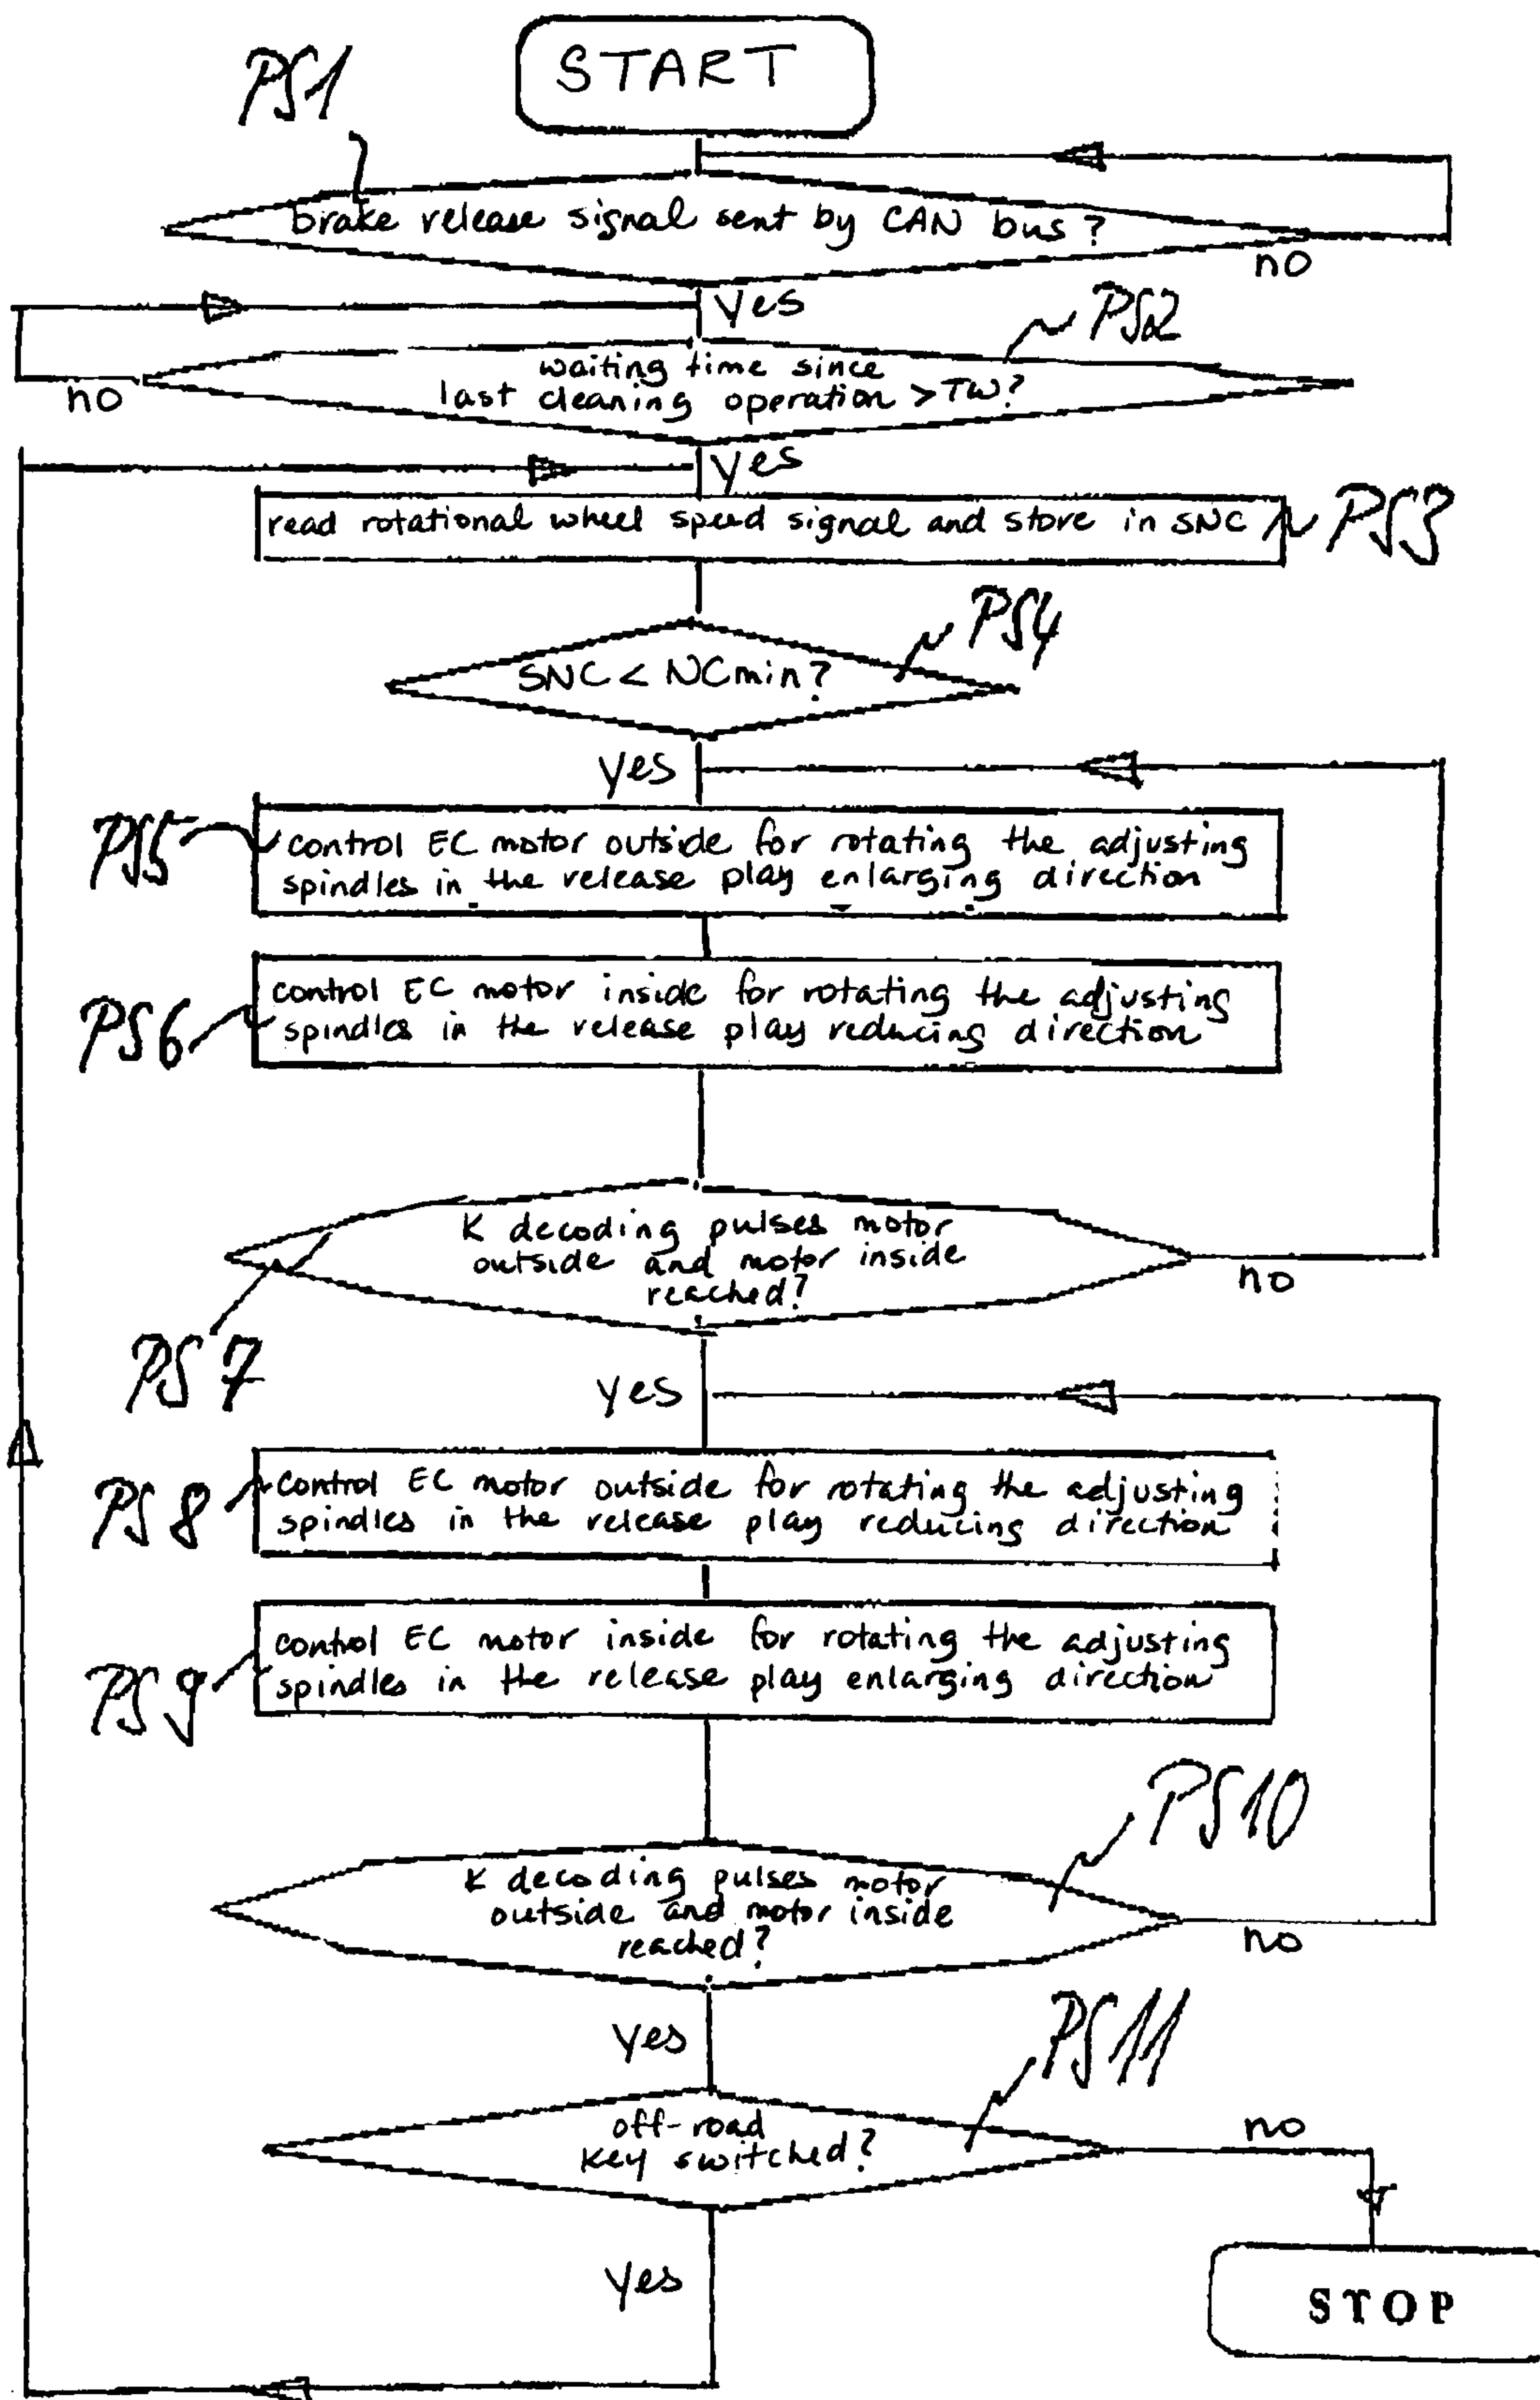 START
PS1
brake release signal sent by CAN bus?
no
yes
PS2
waiting time since
last cleaning operation > TW?
no
yes
read rotational wheel speed signal and store in SNC
PS3
PS4
SNC < NCmin?
yes
PS5
control EC motor outside for rotating the adjusting
spindles in the release play enlarging direction
PS6
control EC motor inside for rotating the adjusting
spindles in the release play reducing direction
K decoding pulses motor
outside and motor inside
reached?
no
PS7
yes
PS8
control EC motor outside for rotating the adjusting
spindles in the release play reducing direction
PS9
control EC motor inside for rotating the adjusting
spindles in the release play enlarging direction
PS10
K decoding pulses motor
outside and motor inside
reached?
no
yes
PS11
off-road
key switched?
no
yes
STOP